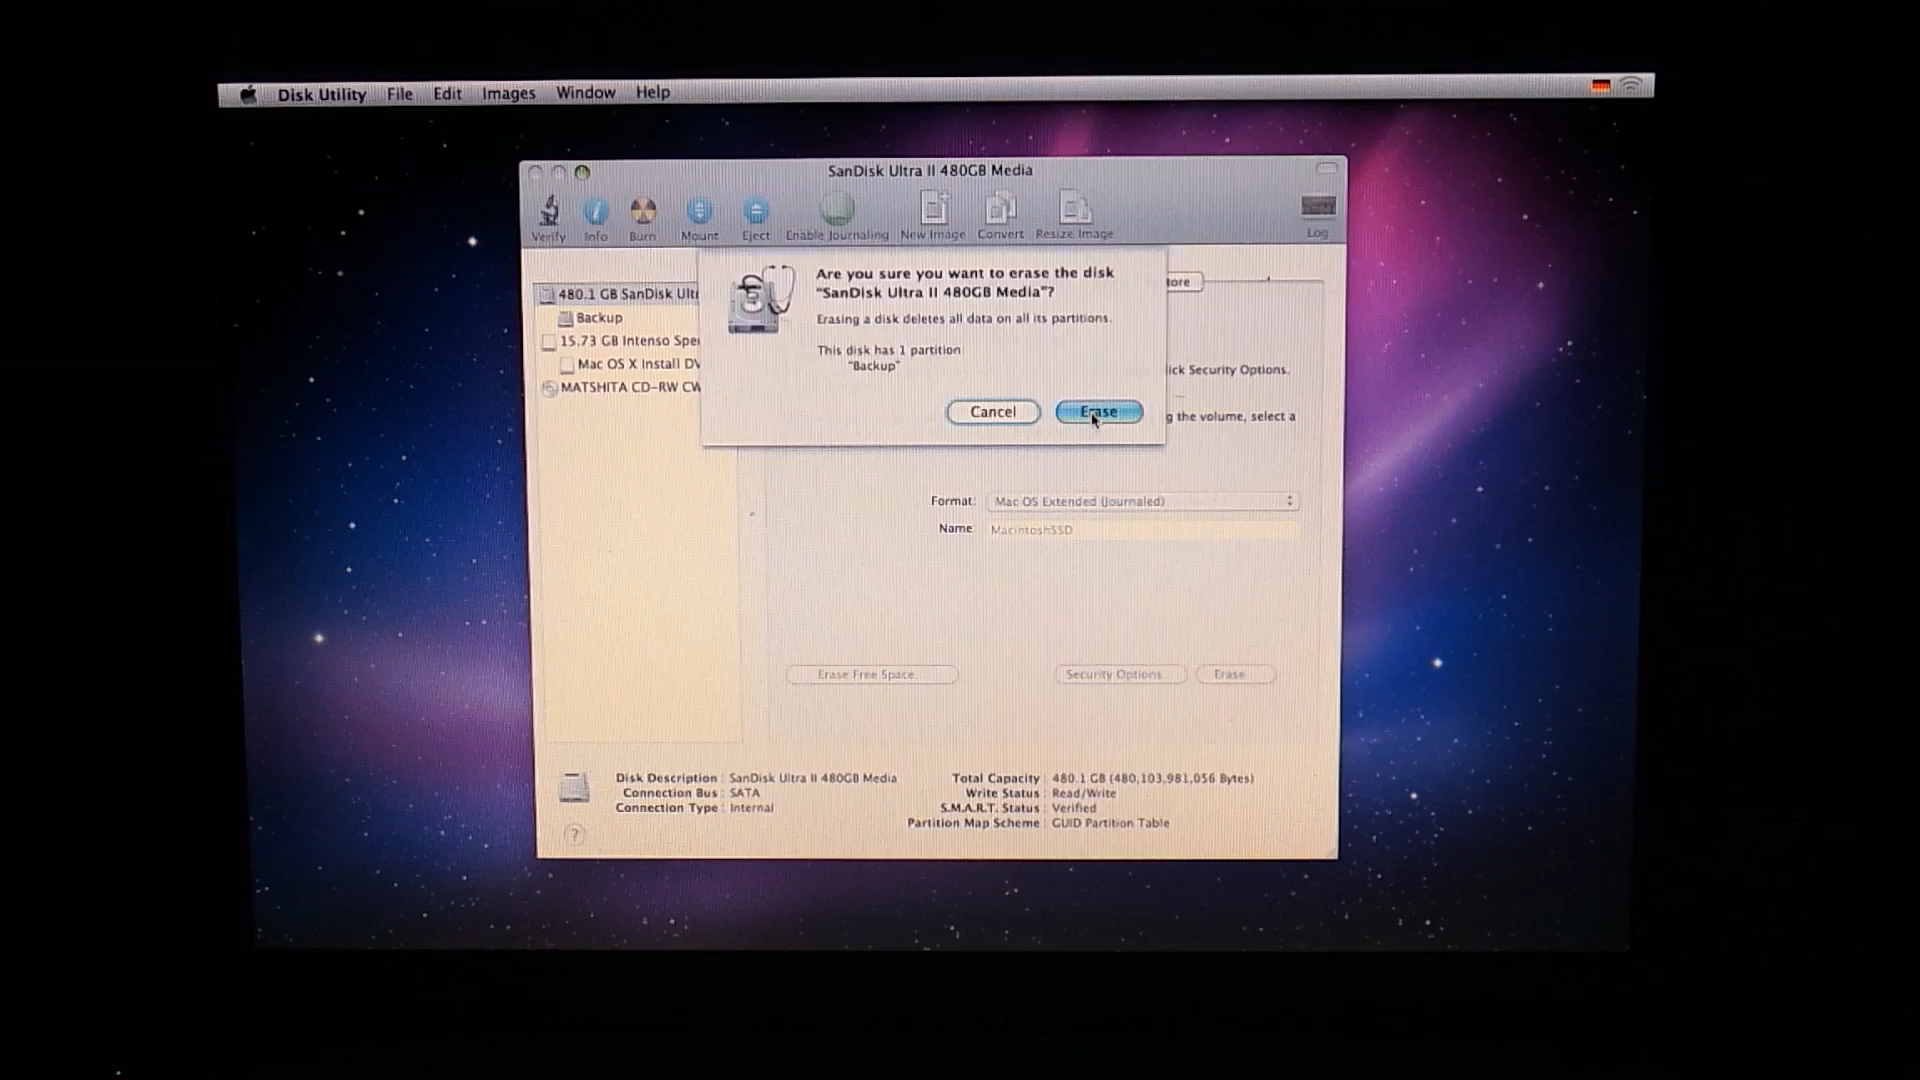 Disk Utility File Edit Images Window Help
SanDisk Ultra II 480GB Media
Verify Info Burn Mount Eject Enable Journaling New Image Convert Resize Image Log
Are you sure you want to erase the disk
"SanDisk Ultra II 480GB Media"?
Erasing a disk deletes all data on all its partitions.
This disk has 1 partition
"Backup"
Cancel Erase
480.1 GB SanDisk Ult
Backup
15.73 GB Intenso Spe
Mac OS X Install DV
MATSHITA CD-RW CW
tore
ick Security Options.
g the volume, select a
Format: Mac OS Extended (Journaled)
Name MacintoshSSD
Erase Free Space... Security Options... Erase...
Disk Description : SanDisk Ultra II 480GB Media
Connection Bus : SATA
Connection Type : Internal
Total Capacity : 480.1 GB (480,103,981,056 Bytes)
Write Status : Read/Write
S.M.A.R.T. Status : Verified
Partition Map Scheme : GUID Partition Table
?